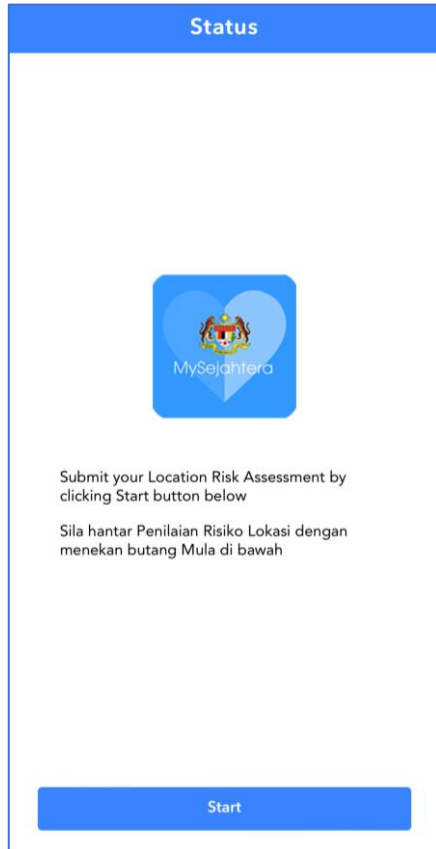 Status
MySejahtera
Submit your Location Risk Assessment by
clicking Start button below
Sila hantar Penilaian Risiko Lokasi dengan
menekan butang Mula di bawah
Start